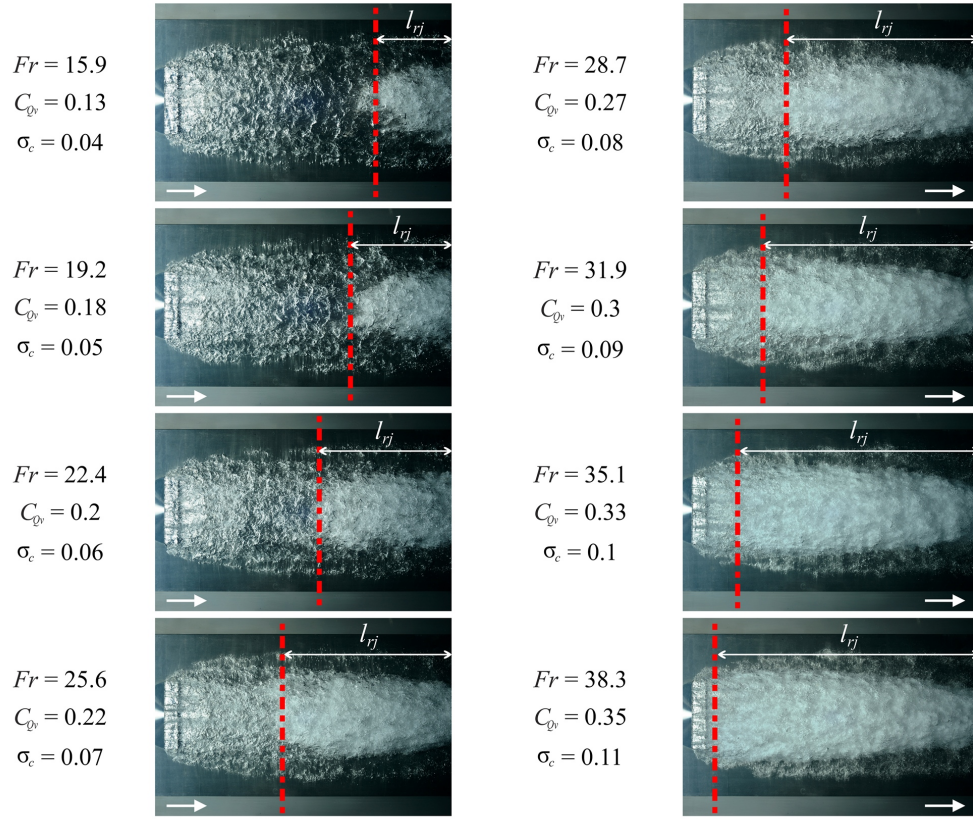 Fr = 15.9
C_Qv = 0.13
σ_c = 0.04
l_rj
Fr = 19.2
C_Qv = 0.18
σ_c = 0.05
l_rj
Fr = 22.4
C_Qv = 0.2
σ_c = 0.06
l_rj
Fr = 25.6
C_Qv = 0.22
σ_c = 0.07
l_rj
Fr = 28.7
C_Qv = 0.27
σ_c = 0.08
l_rj
Fr = 31.9
C_Qv = 0.3
σ_c = 0.09
l_rj
Fr = 35.1
C_Qv = 0.33
σ_c = 0.1
l_rj
Fr = 38.3
C_Qv = 0.35
σ_c = 0.11
l_rj